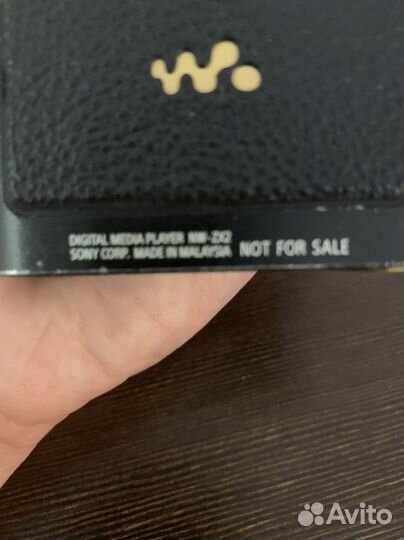 DIGITAL MEDIA PLAYER NW-ZX2
SONY CORP. MADE IN MALAYSIA NOT FOR SALE
Avito